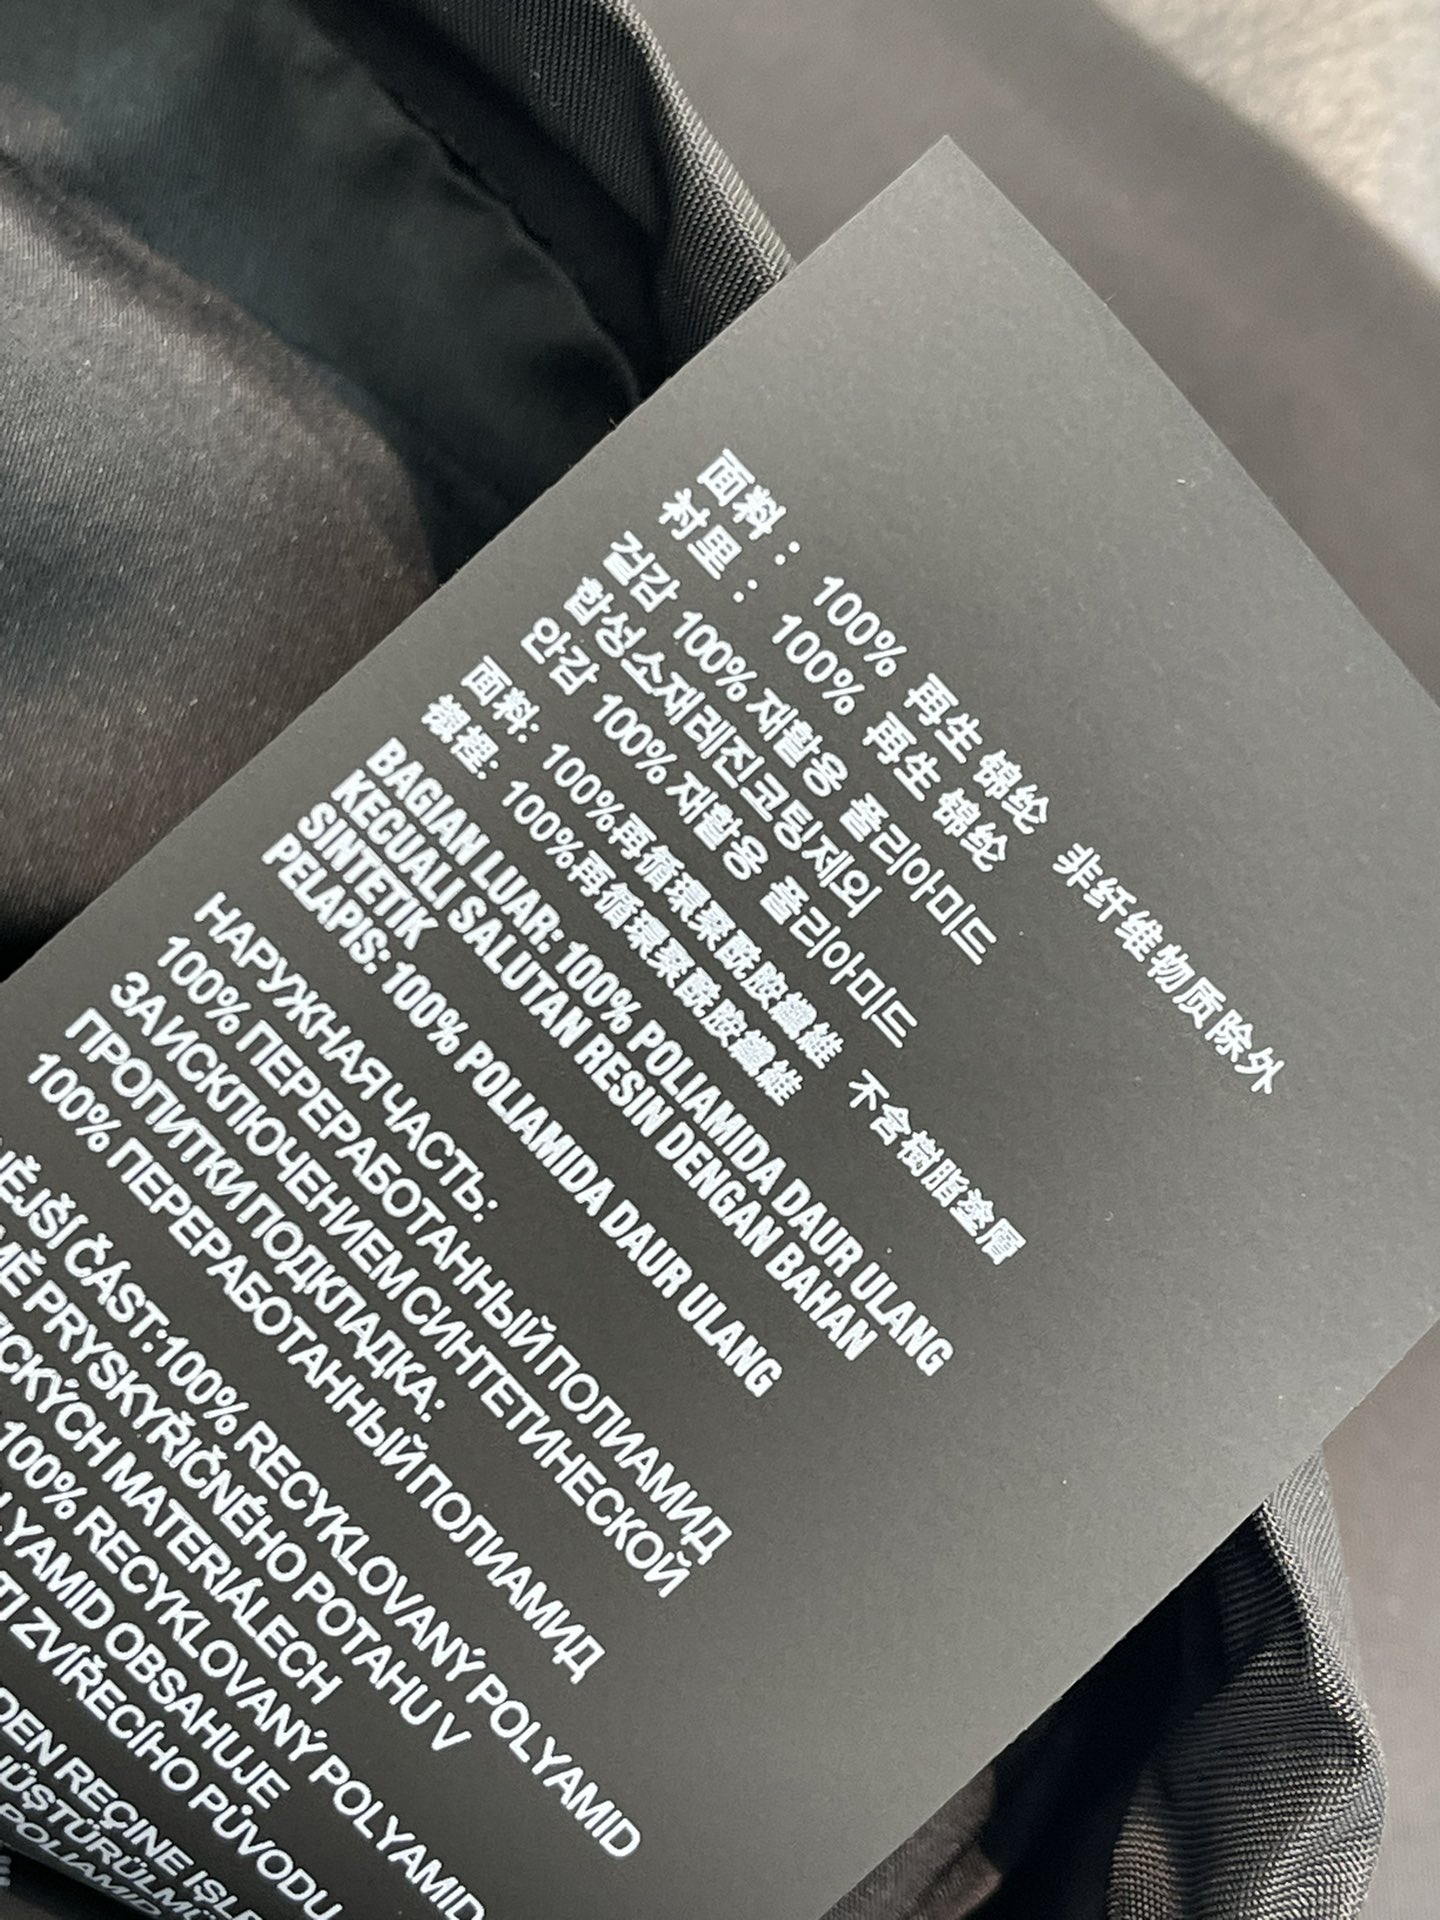 面料： 100% 再生 锦纶 非纤维物质除外
衬里： 100% 再生 锦纶
겉감 100% 재활용 폴리아미드
합성소재 레진코팅제외
안감 100% 재활용 폴리아미드
面料: 100%再循環聚酰胺纖維 不含樹脂塗層
襯裡: 100%再循環聚酰胺纖維
BAGIAN LUAR: 100% POLIAMIDA DAUR ULANG
KECUALI SALUTAN RESIN DENGAN BAHAN
SINTETIK
PELAPIS: 100% POLIAMIDA DAUR ULANG
НАРУЖНАЯ ЧАСТЬ:
100% ПЕРЕРАБОТАННЫЙ ПОЛИАМИД
ЗА ИСКЛЮЧЕНИЕМ СИНТЕТИЧЕСКОЙ
ПРОПИТКИ ПОДКЛАДКА:
100% ПЕРЕРАБОТАННЫЙ ПОЛИАМИД
ČÁST:100% RECYKLOVANÝ POLYAMID
PRYSKYŘIČNÉHO POTAHU V
MATERIÁLECH
100% RECYKLOVANÝ POLYAMID
OBSAHUJE
ZVÍŘECÍHO PŮVODU
REÇINE